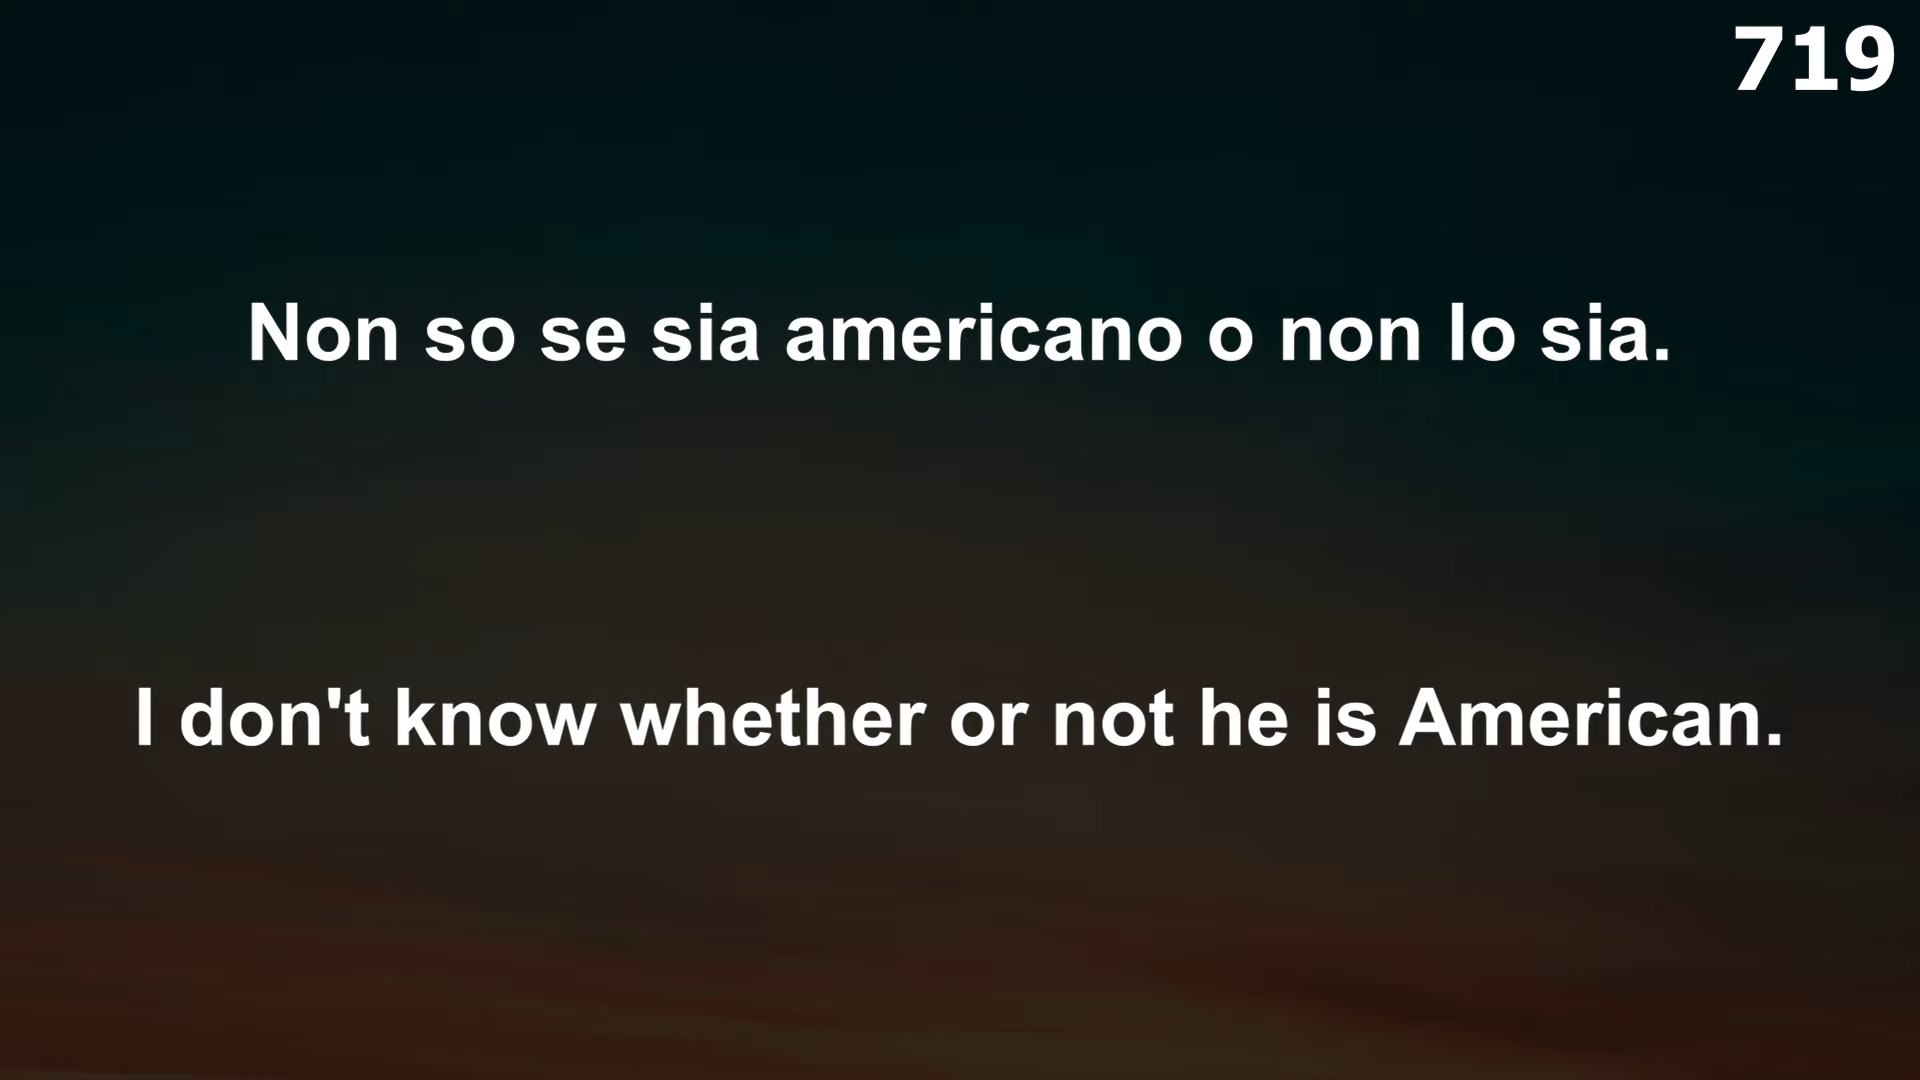 719
Non so se sia americano o non lo sia.
I don't know whether or not he is American.